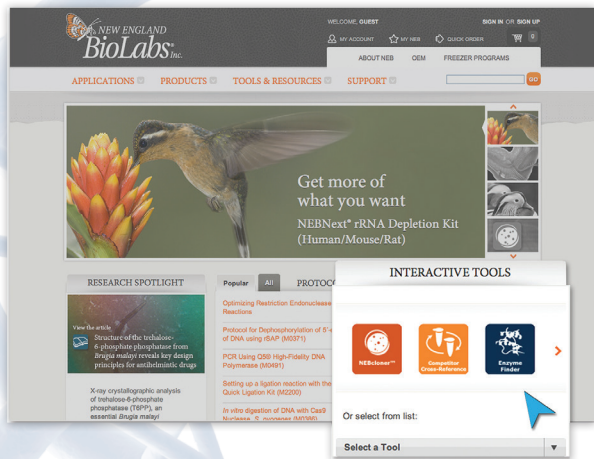 NEW ENGLAND
BioLabs® Inc.
WELCOME, GUEST
SIGN IN OR SIGN UP
MY ACCOUNT
MY NEB
QUICK ORDER
0
ABOUT NEB
OEM
FREEZER PROGRAMS
APPLICATIONS
PRODUCTS
TOOLS & RESOURCES
SUPPORT
GO
Get more of
what you want
NEBNext® rRNA Depletion Kit
(Human/Mouse/Rat)
RESEARCH SPOTLIGHT
View the article
Structure of the trehalose-
6-phosphate phosphatase from
Brugia malayi reveals key design
principles for antihelmintic drugs
X-ray crystallographic analysis
of trehalose-6-phosphate
phosphatase (T6PP), an
essential Brugia malayi
Popular
All
PROTOCO
Optimizing Restriction Endonuclease
Reactions
Protocol for Dephosphorylation of 5'-
of DNA using rSAP (M0371)
PCR Using Q5® High-Fidelity DNA
Polymerase (M0491)
Setting up a ligation reaction with the
Quick Ligation Kit (M2200)
In vitro digestion of DNA with Cas9
Nuclease, S. pyogenes (M0386)
INTERACTIVE TOOLS
NEBcloner™
Competitor
Cross-Reference
Enzyme
Finder
Or select from list:
Select a Tool